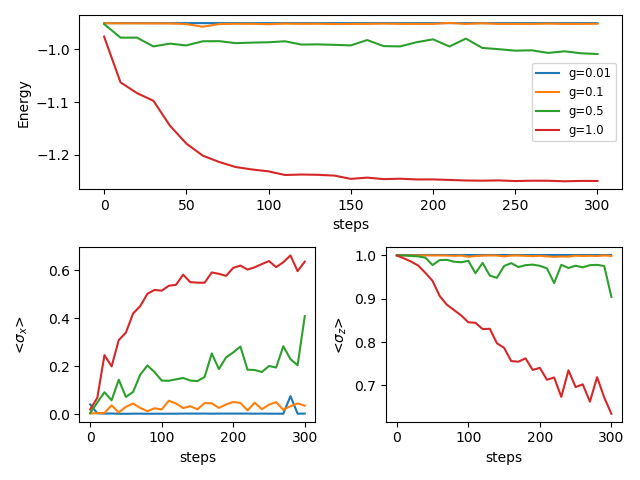 Energy
−1.0
−1.1
−1.2
0 50 100 150 200 250 300
steps
g=0.01
g=0.1
g=0.5
g=1.0
<σx>
0.6
0.4
0.2
0.0
0 100 200 300
steps
<σz>
1.0
0.9
0.8
0.7
0 100 200 300
steps